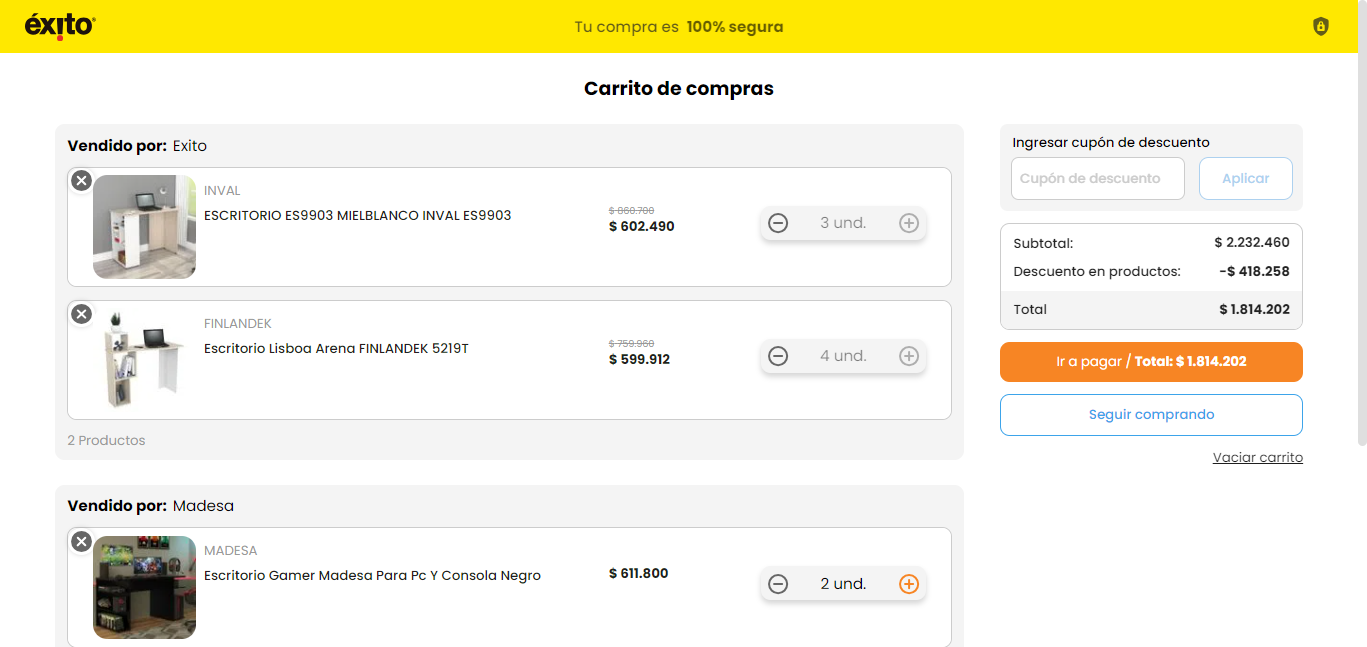 éxito
Tu compra es 100% segura
Carrito de compras
Vendido por: Exito
INVAL
ESCRITORIO ES9903 MIELBLANCO INVAL ES9903
$ 860.700
$ 602.490
3 und.
FINLANDEK
Escritorio Lisboa Arena FINLANDEK 5219T
$ 759.960
$ 599.912
4 und.
2 Productos
Vendido por: Madesa
MADESA
Escritorio Gamer Madesa Para Pc Y Consola Negro
$ 611.800
2 und.
Ingresar cupón de descuento
Cupón de descuento
Aplicar
Subtotal: $ 2.232.460
Descuento en productos: -$ 418.258
Total $ 1.814.202
Ir a pagar / Total: $ 1.814.202
Seguir comprando
Vaciar carrito